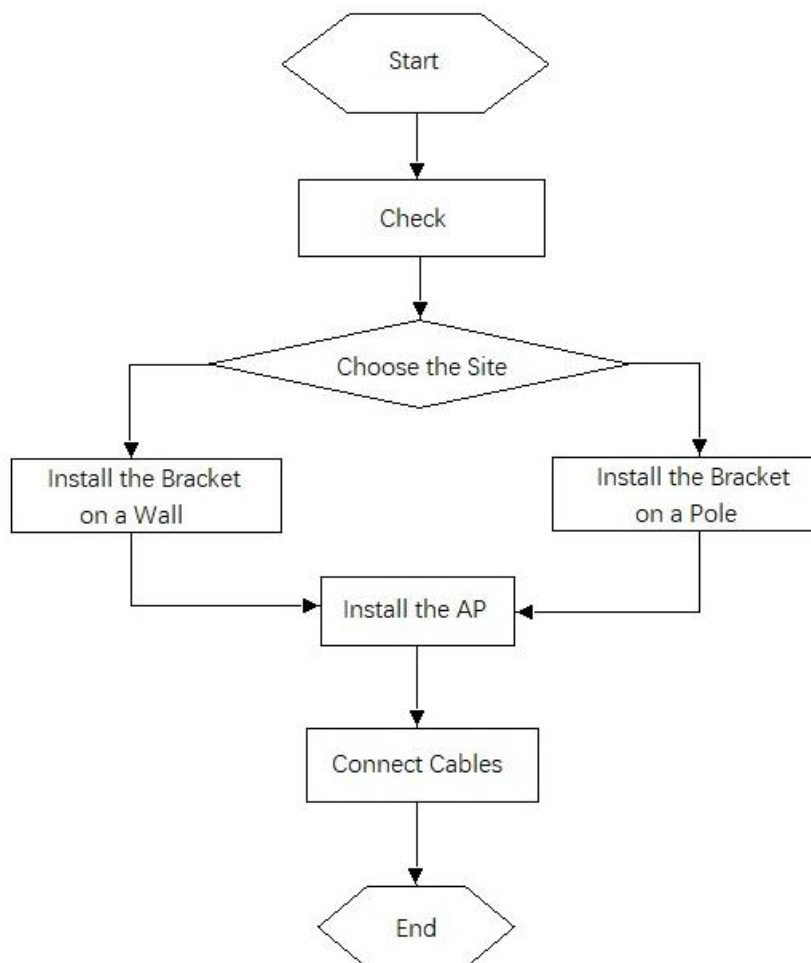 Start
Check
Choose the Site
Install the Bracket
on a Wall
Install the Bracket
on a Pole
Install the AP
Connect Cables
End